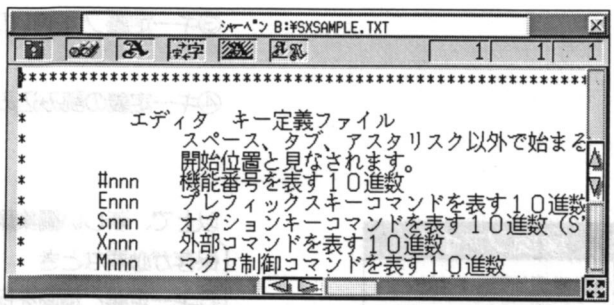 シャーペン B:¥SXSAMPLE.TXT
字字 1 1 1
************************************************************
*
* エディタ キー定義ファイル
* スペース、タブ、アスタリスク以外で始まる
* 開始位置と見なされます。
* #nnn 機能番号を表す10進数
* Ennn プレフィックスキーコマンドを表す10進数
* Snnn オプションキーコマンドを表す10進数(S
* Xnnn 外部コマンドを表す10進数
* Mnnn マクロ制御コマンドを表す10進数